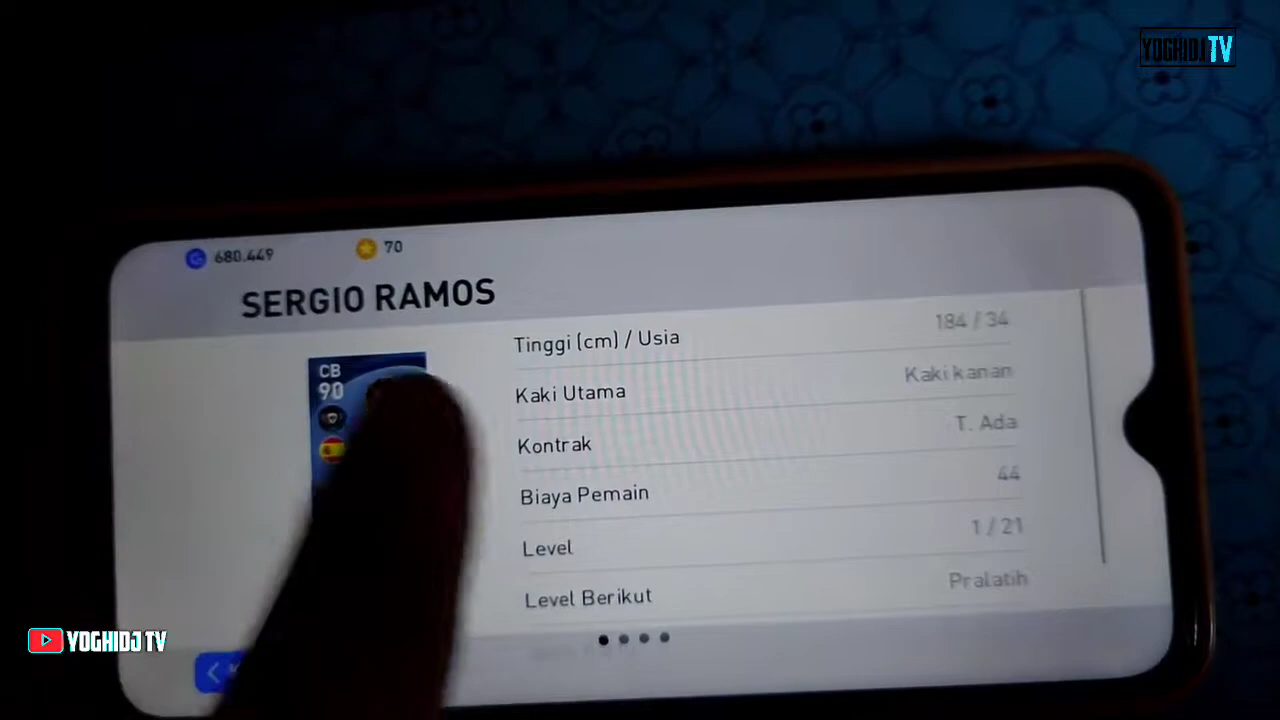 YOGHIDJ TV
680.449
70
SERGIO RAMOS
CB
90
Tinggi (cm) / Usia
184 / 34
Kaki Utama
Kaki kanan
Kontrak
T. Ada
Biaya Pemain
44
Level
1 / 21
Level Berikut
Pralatih
YOGHIDJ TV